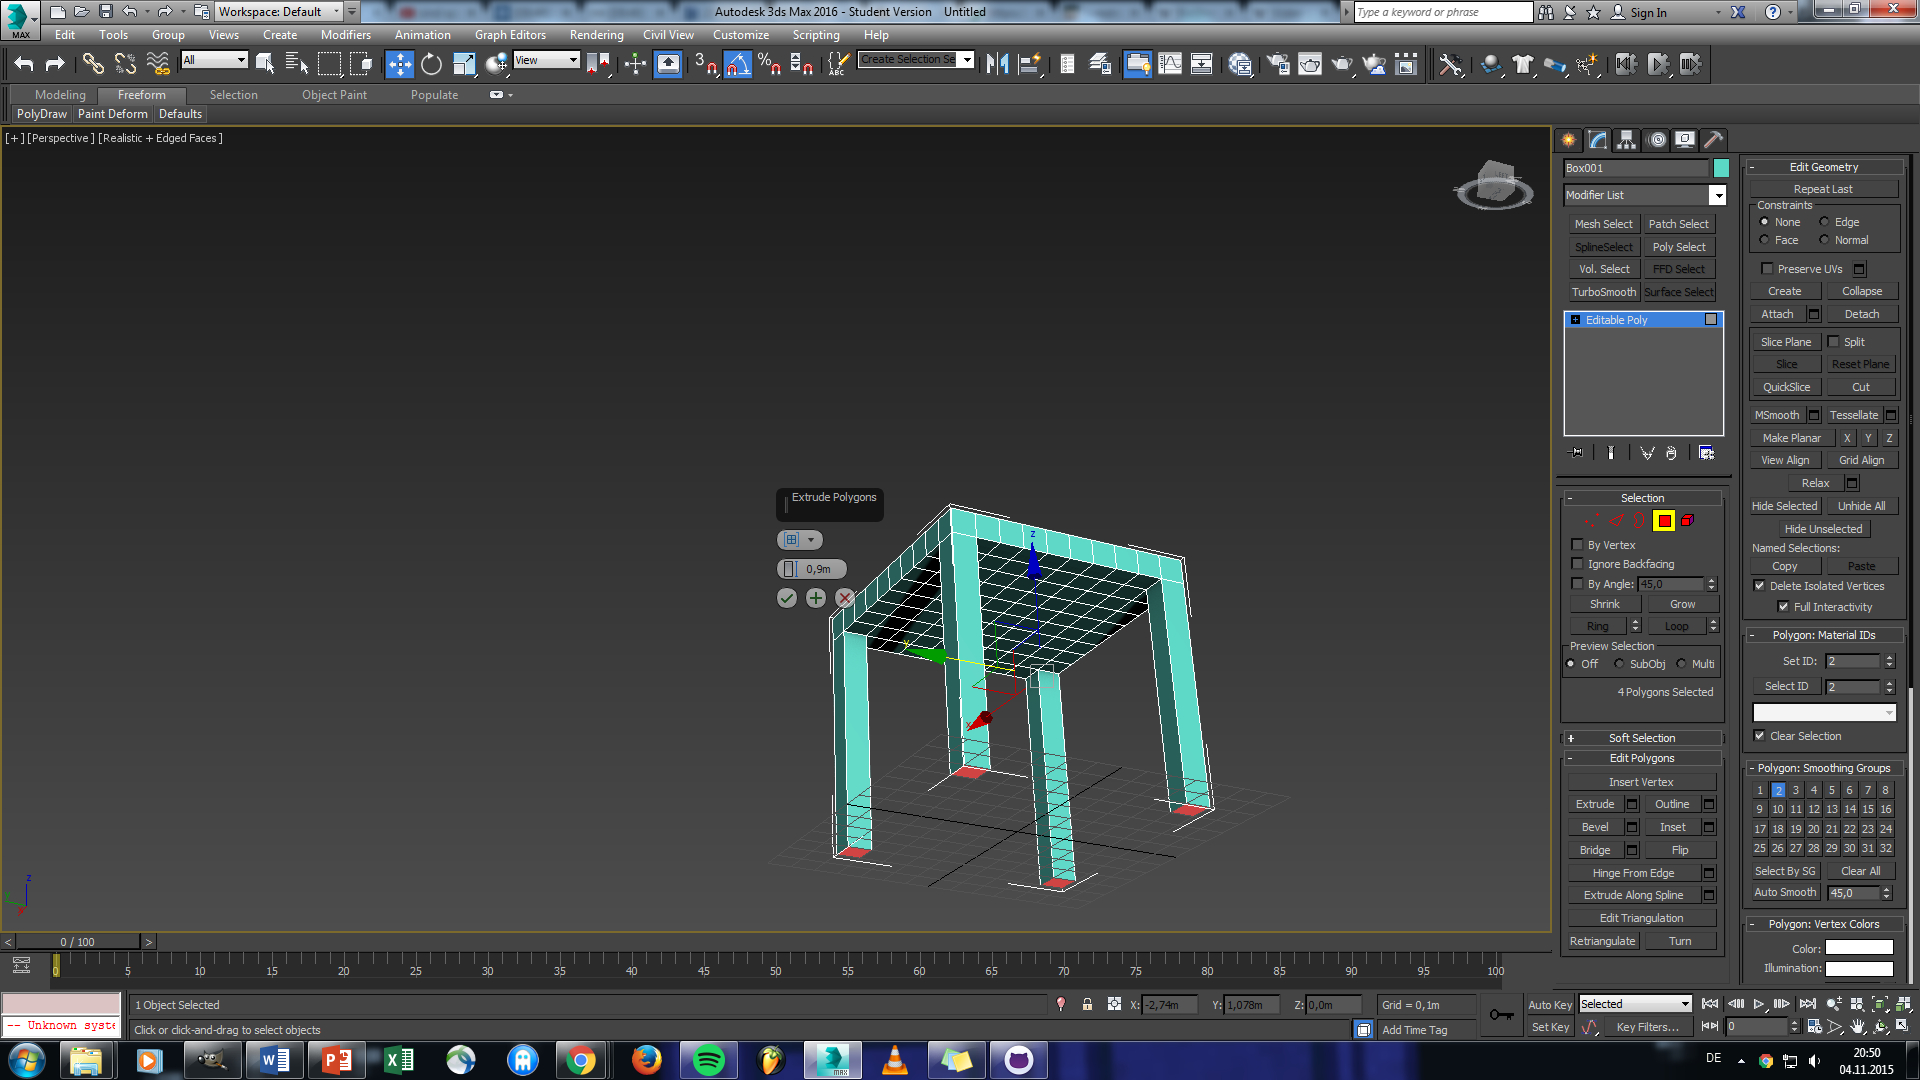 Workspace: Default
Autodesk 3ds Max 2016 - Student Version Untitled
Type a keyword or phrase
Sign In
MAX
Edit Tools Group Views Create Modifiers Animation Graph Editors Rendering Civil View Customize Scripting Help
All
View
3
ABC
Create Selection Se
Modeling Freeform Selection Object Paint Populate
PolyDraw Paint Deform Defaults
[+] [Perspective] [Realistic + Edged Faces]
Extrude Polygons
0,9m
z
y
x
Box001
Modifier List
Mesh Select Patch Select
SplineSelect Poly Select
Vol. Select FFD Select
TurboSmooth Surface Select
Editable Poly
Selection
By Vertex
Ignore Backfacing
By Angle: 45,0
Shrink Grow
Ring Loop
Preview Selection
Off SubObj Multi
4 Polygons Selected
Soft Selection
Edit Polygons
Insert Vertex
Extrude Outline
Bevel Inset
Bridge Flip
Hinge From Edge
Extrude Along Spline
Edit Triangulation
Retriangulate Turn
Edit Geometry
Repeat Last
Constraints
None Edge
Face Normal
Preserve UVs
Create Collapse
Attach Detach
Slice Plane Split
Slice Reset Plane
QuickSlice Cut
MSmooth Tessellate
Make Planar X Y Z
View Align Grid Align
Relax
Hide Selected Unhide All
Hide Unselected
Named Selections:
Copy Paste
Delete Isolated Vertices
Full Interactivity
Polygon: Material IDs
Set ID: 2
Select ID 2
Clear Selection
Polygon: Smoothing Groups
1 2 3 4 5 6 7 8
9 10 11 12 13 14 15 16
17 18 19 20 21 22 23 24
25 26 27 28 29 30 31 32
Select By SG Clear All
Auto Smooth 45,0
Polygon: Vertex Colors
Color:
Illumination:
z
y
x
< 0 / 100 >
0 5 10 15 20 25 30 35 40 45 50 55 60 65 70 75 80 85 90 95 100
1 Object Selected
X: -2,74m Y: 1,078m Z: 0,0m Grid = 0,1m
Auto Key Selected
-- Unknown syste
Click or click-and-drag to select objects
Add Time Tag
Set Key Key Filters... 0
MAX
DE
20:50
04.11.2015